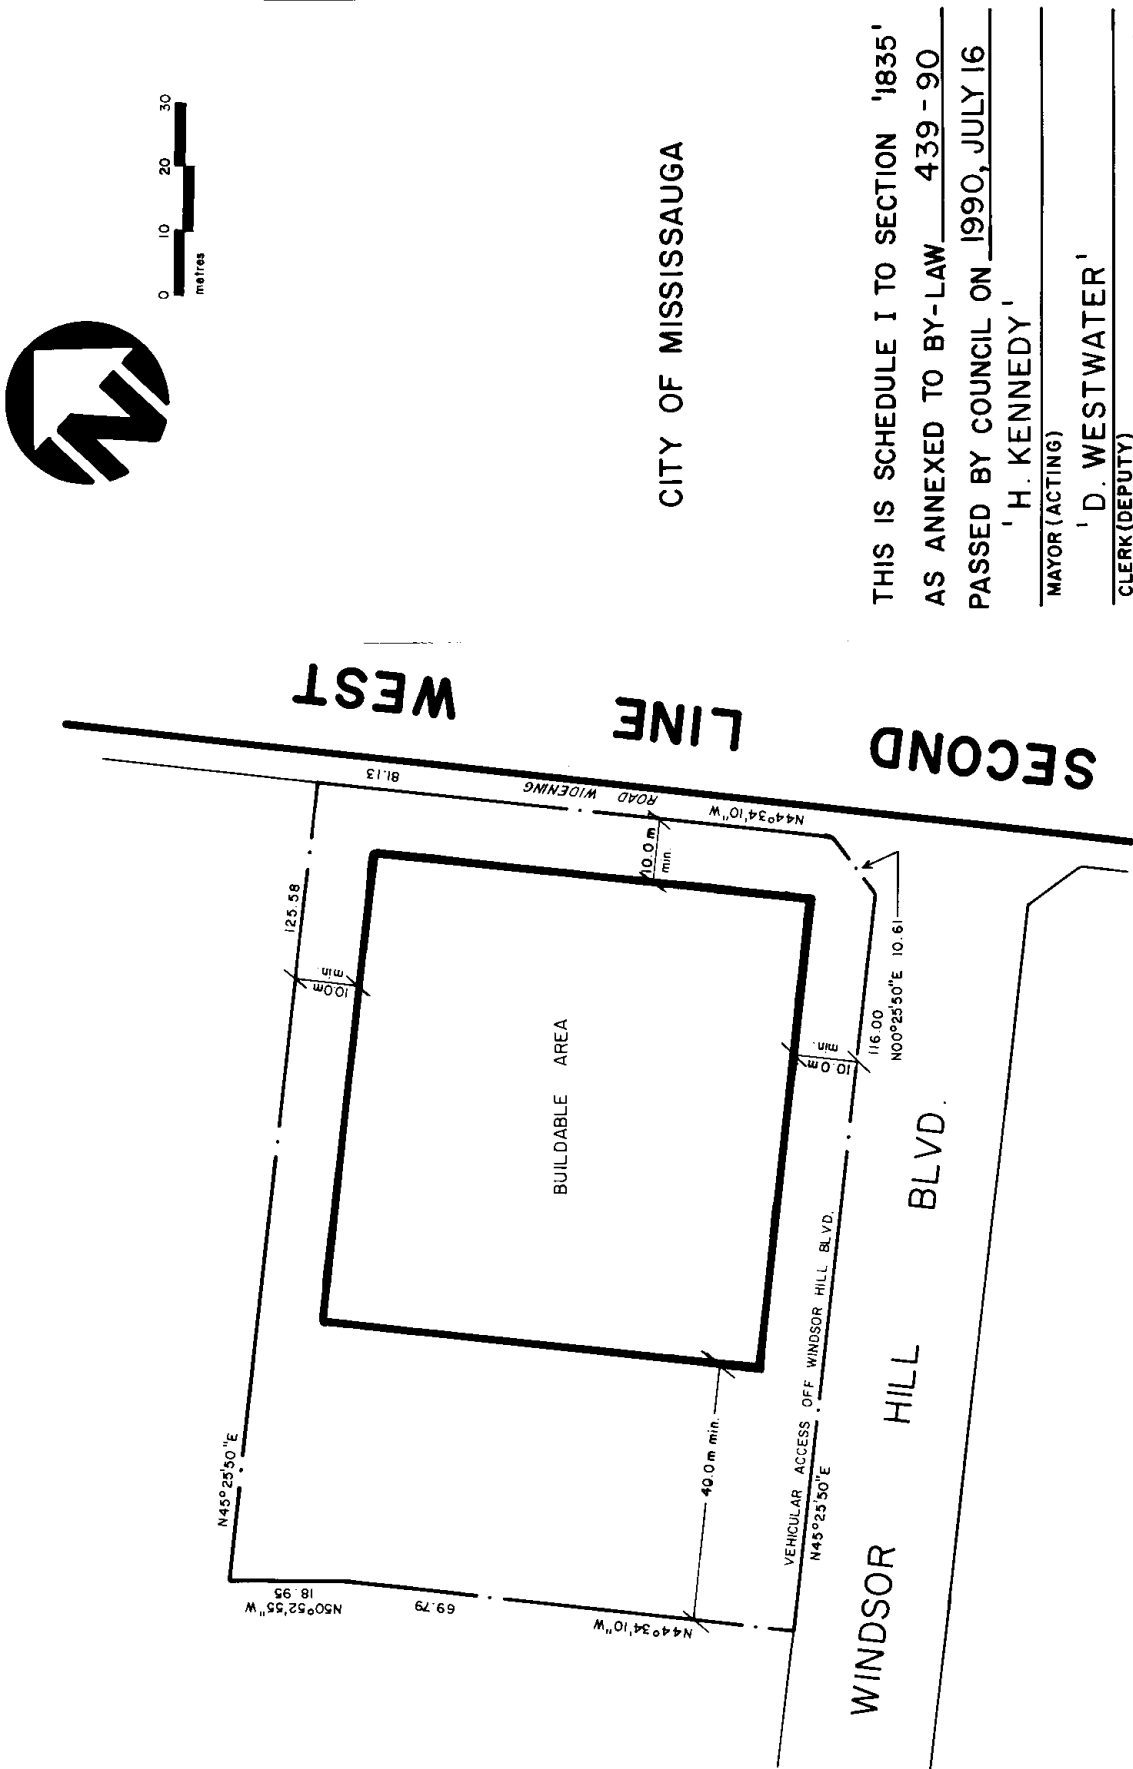 N45°25'50"E
125.58
10.0m
min.
N50°52'55"W
18.95
69.79
N44°34'10"W
40.0m min.
BUILDABLE AREA
10.0m
min.
81.13
ROAD WIDENING
N44°34'10"W
10.0m
min.
VEHICULAR ACCESS OFF WINDSOR HILL BLVD.
N45°25'50"E
116.00
N00°25'50"E 10.61
WINDSOR HILL BLVD.
SECOND LINE WEST
N
0 10 20 30
metres
CITY OF MISSISSAUGA
THIS IS SCHEDULE I TO SECTION '1835'
AS ANNEXED TO BY-LAW 439-90
PASSED BY COUNCIL ON 1990, JULY 16
'H. KENNEDY'
MAYOR (ACTING)
'D. WESTWATER'
CLERK (DEPUTY)